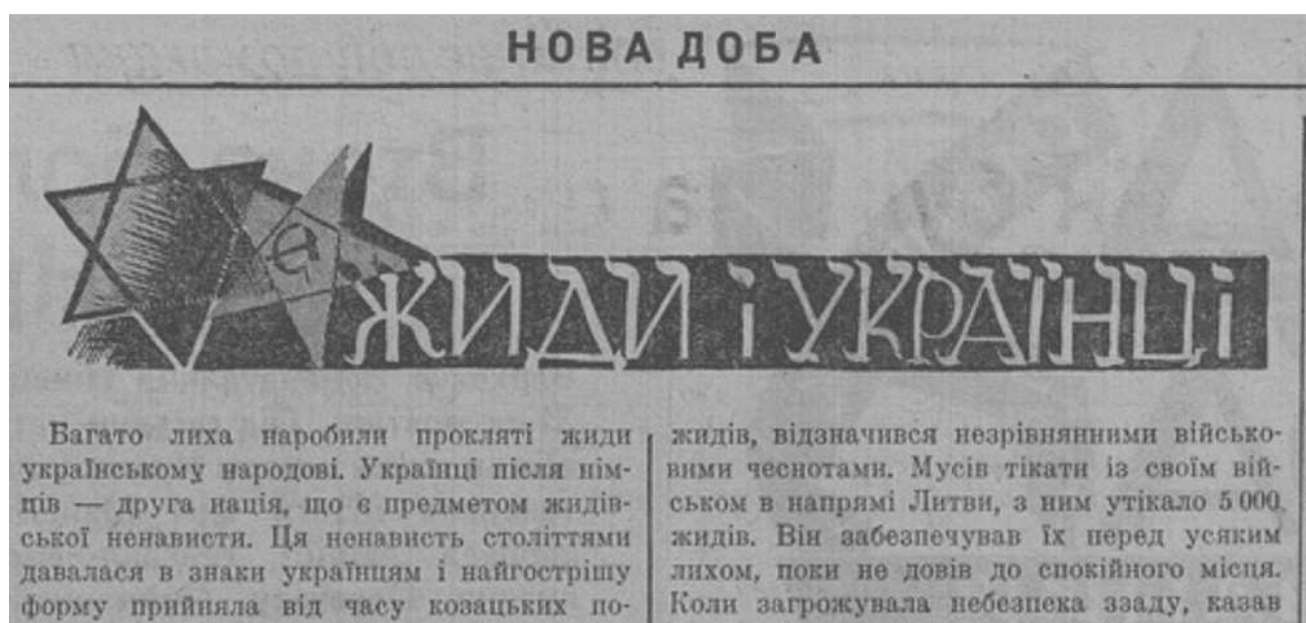 НОВА ДОБА
ЖИДИ і УКРАЇНЦІ
Багато лиха наробили прокляті жиди
українському народові. Українці після нім-
ців — друга нація, що є предметом жидів-
ської ненависти. Ця ненависть століттями
давалася в знаки українцям і найгострішу
форму прийняла від часу козацьких по-
жидів, відзначився незрівнянними військо-
вими чеснотами. Мусів тікати із своїм вій-
ськом в напрямі Литви, з ним утікало 5 000
жидів. Він забезпечував їх перед усяким
лихом, поки не довів до спокійного місця.
Коли загрожувала небезпека ззаду, казав